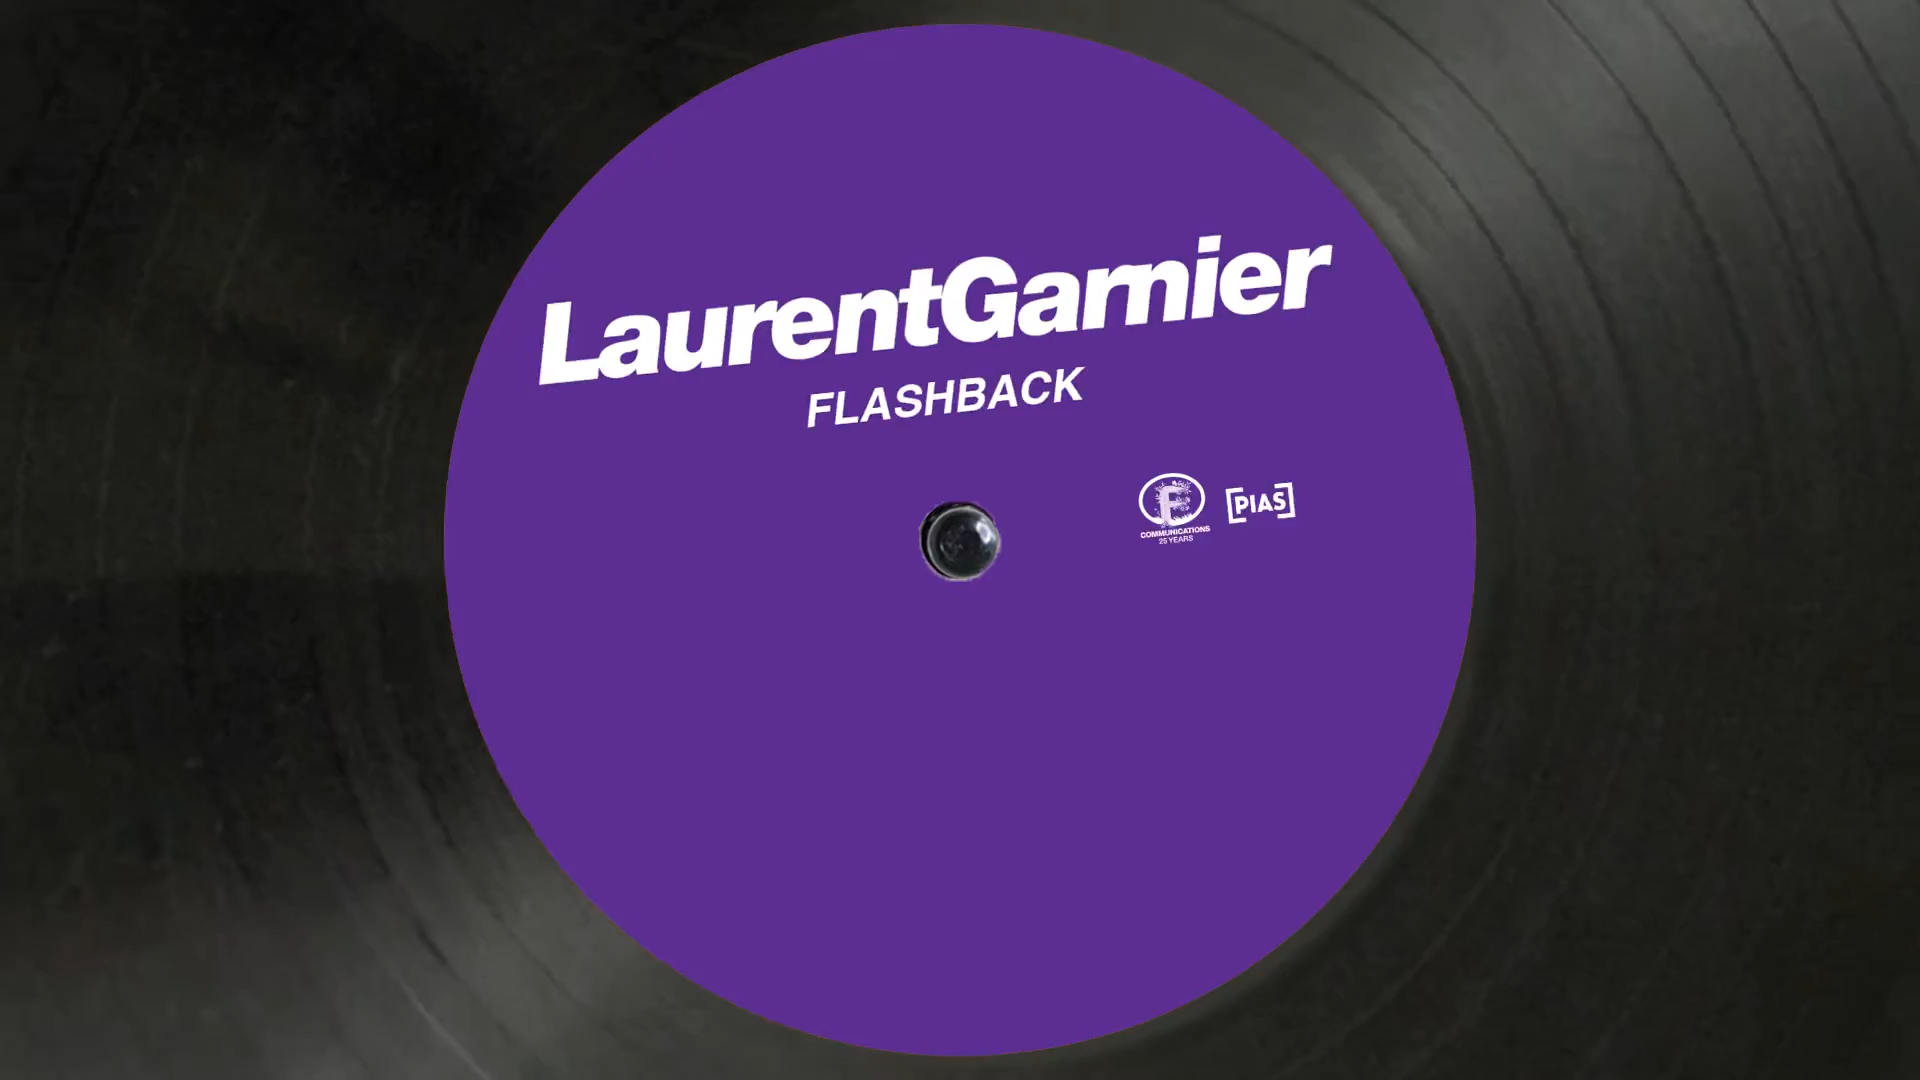 LaurentGarnier
FLASHBACK
F
COMMUNICATIONS
25 YEARS
[PIAS]